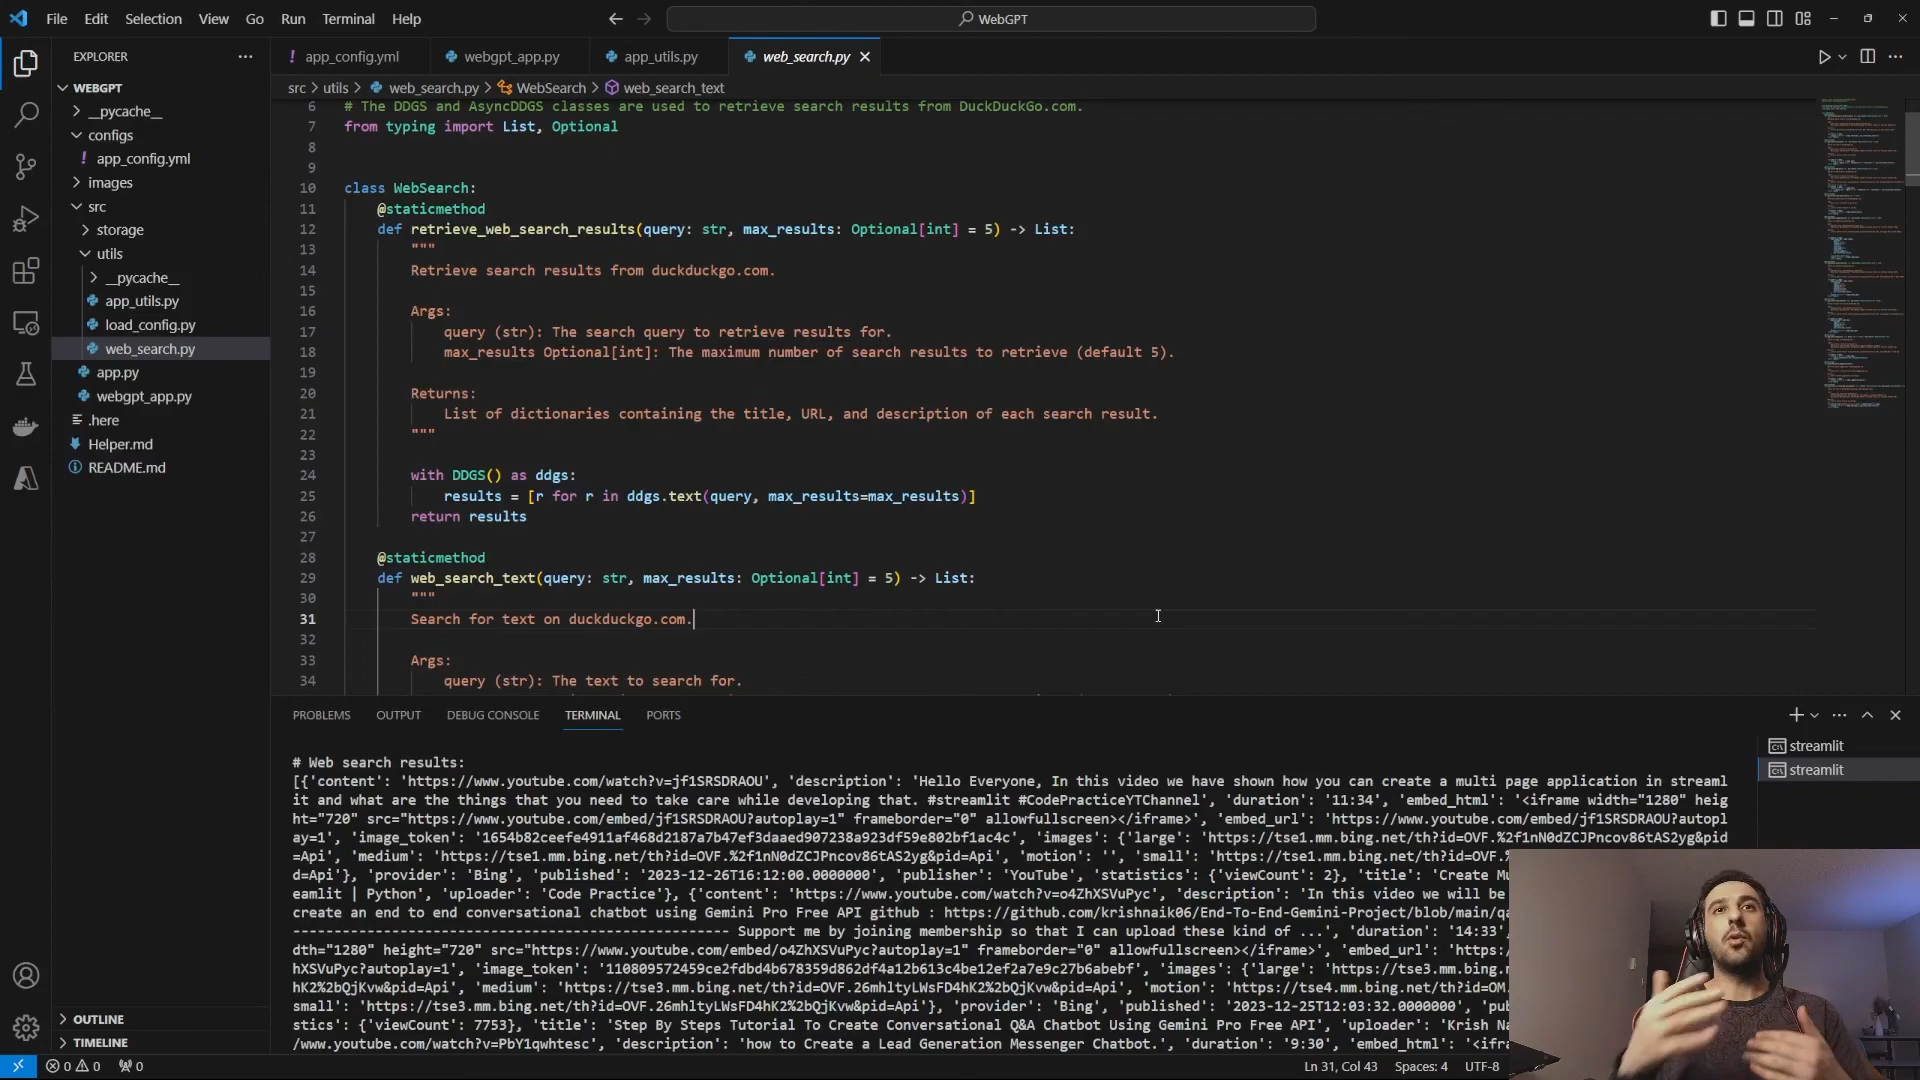 File Edit Selection View Go Run Terminal Help
WebGPT
EXPLORER
app_config.yml
webgpt_app.py
app_utils.py
web_search.py
WEBGPT
__pycache__
configs
app_config.yml
images
src
storage
utils
__pycache__
app_utils.py
load_config.py
web_search.py
app.py
webgpt_app.py
.here
Helper.md
README.md
OUTLINE
TIMELINE
src > utils > web_search.py > WebSearch > web_search_text
6 # The DDGS and AsyncDDGS classes are used to retrieve search results from DuckDuckGo.com.
7 from typing import List, Optional
8
9
10 class WebSearch:
11 @staticmethod
12 def retrieve_web_search_results(query: str, max_results: Optional[int] = 5) -> List:
13 """
14 Retrieve search results from duckduckgo.com.
15
16 Args:
17 query (str): The search query to retrieve results for.
18 max_results Optional[int]: The maximum number of search results to retrieve (default 5).
19
20 Returns:
21 List of dictionaries containing the title, URL, and description of each search result.
22 """
23
24 with DDGS() as ddgs:
25 results = [r for r in ddgs.text(query, max_results=max_results)]
26 return results
27
28 @staticmethod
29 def web_search_text(query: str, max_results: Optional[int] = 5) -> List:
30 """
31 Search for text on duckduckgo.com.
32
33 Args:
34 query (str): The text to search for.
PROBLEMS OUTPUT DEBUG CONSOLE TERMINAL PORTS
streamlit
streamlit
# Web search results:
[{'content': 'https://www.youtube.com/watch?v=jf1SRSDRAOU', 'description': 'Hello Everyone, In this video we have shown how you can create a multi page application in streaml
it and what are the things that you need to take care while developing that. #streamlit #CodePracticeYTChannel', 'duration': '11:34', 'embed_html': '<iframe width="1280" heig
ht="720" src="https://www.youtube.com/embed/jf1SRSDRAOU?autoplay=1" frameborder="0" allowfullscreen></iframe>', 'embed_url': 'https://www.youtube.com/embed/jf1SRSDRAOU?autopl
ay=1', 'image_token': '1654b82ceefe4911af468d2187a7b47ef3daaed907238a923df59e802bf1ac4c', 'images': {'large': 'https://tse1.mm.bing.net/th?id=OVF.%2f1nN0dZCJPncov86tAS2yg&pid
=Api', 'medium': 'https://tse1.mm.bing.net/th?id=OVF.%2f1nN0dZCJPncov86tAS2yg&pid=Api', 'motion': '', 'small': 'https://tse1.mm.bing.net/th?id=OVF.
d=Api'}, 'provider': 'Bing', 'published': '2023-12-26T16:12:00.0000000', 'publisher': 'YouTube', 'statistics': {'viewCount': 2}, 'title': 'Create Mu
eamlit | Python', 'uploader': 'Code Practice'}, {'content': 'https://www.youtube.com/watch?v=o4ZhXSVuPyc', 'description': 'In this video we will be
create an end to end conversational chatbot using Gemini Pro Free API github : https://github.com/krishnaik06/End-To-End-Gemini-Project/blob/main/qa
----------------------------------------------------- Support me by joining membership so that I can upload these kind of ...', 'duration': '14:33',
dth="1280" height="720" src="https://www.youtube.com/embed/o4ZhXSVuPyc?autoplay=1" frameborder="0" allowfullscreen></iframe>', 'embed_url': 'https:/
hXSVuPyc?autoplay=1', 'image_token': '110809572459ce2fdbd4b678359d862df4a12b613c4be12ef2a7e9c27b6abebf', 'images': {'large': 'https://tse3.mm.bing.n
hK2%2bQjKvw&pid=Api', 'medium': 'https://tse3.mm.bing.net/th?id=OVF.26mhltyLWsFD4hK2%2bQjKvw&pid=Api', 'motion': 'https://tse4.mm.bing.net/th?id=OM.
small': 'https://tse3.mm.bing.net/th?id=OVF.26mhltyLWsFD4hK2%2bQjKvw&pid=Api'}, 'provider': 'Bing', 'published': '2023-12-25T12:03:32.0000000', 'pub
stics': {'viewCount': 7753}, 'title': 'Step By Steps Tutorial To Create Conversational Q&A Chatbot Using Gemini Pro Free API', 'uploader': 'Krish Na
/www.youtube.com/watch?v=PbY1qwhtesc', 'description': 'how to Create a Lead Generation Messenger Chatbot.', 'duration': '9:30', 'embed_html': '<ifra
0 0 0
Ln 31, Col 43 Spaces: 4 UTF-8